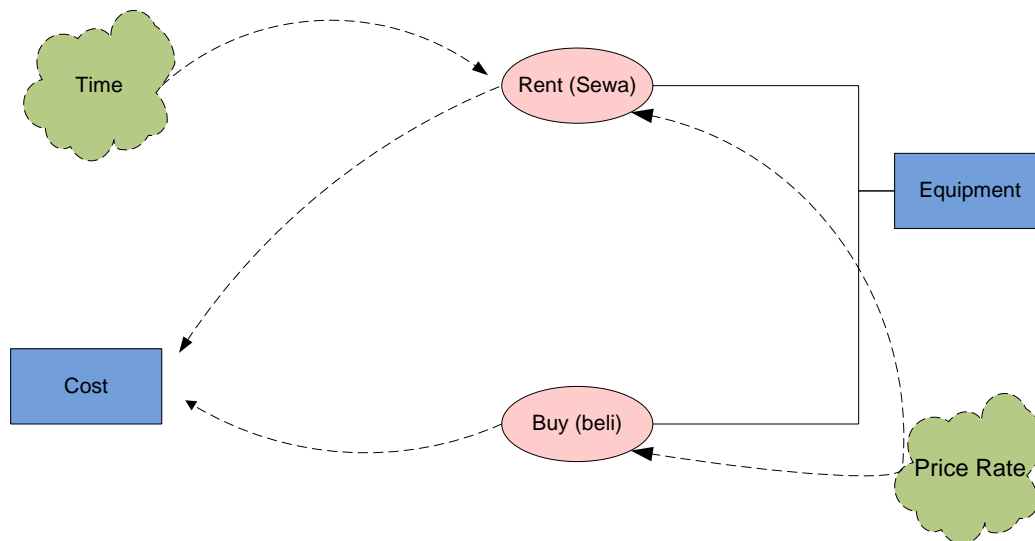 Time
Rent (Sewa)
Equipment
Cost
Buy (beli)
Price Rate